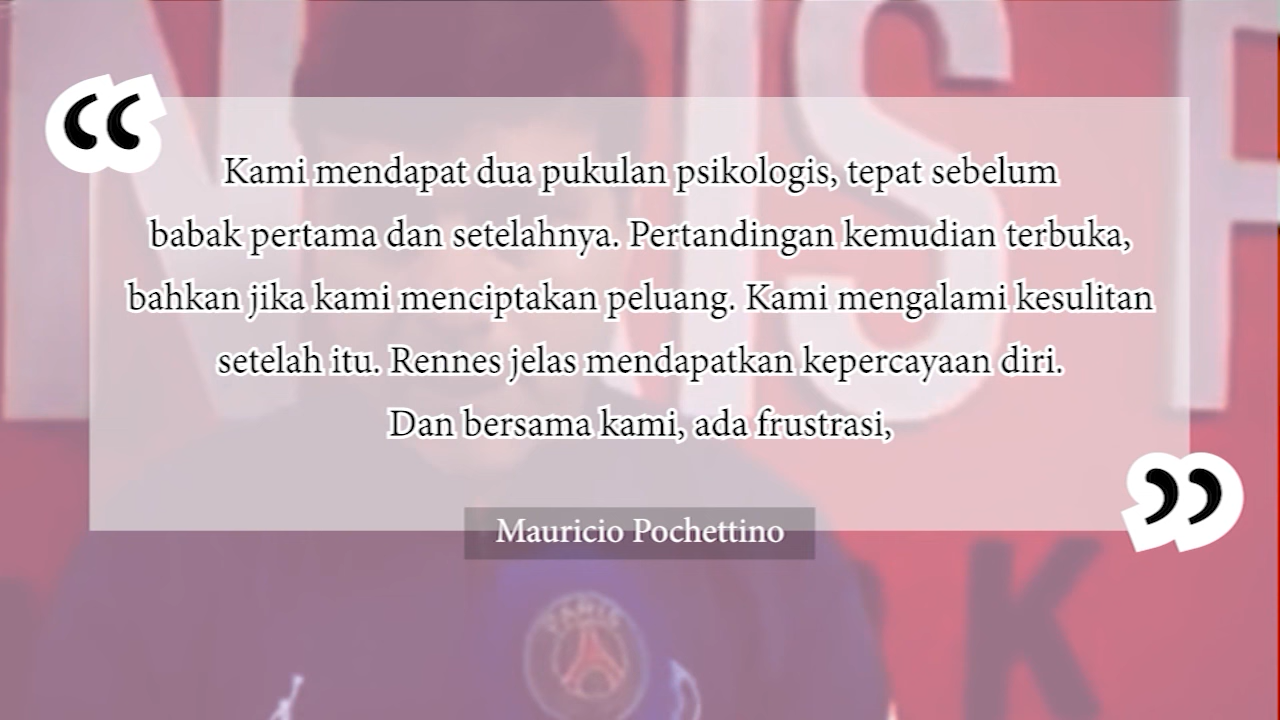 Kami mendapat dua pukulan psikologis, tepat sebelum
babak pertama dan setelahnya. Pertandingan kemudian terbuka,
bahkan jika kami menciptakan peluang. Kami mengalami kesulitan
setelah itu. Rennes jelas mendapatkan kepercayaan diri.
Dan bersama kami, ada frustrasi,
Mauricio Pochettino
PARIS